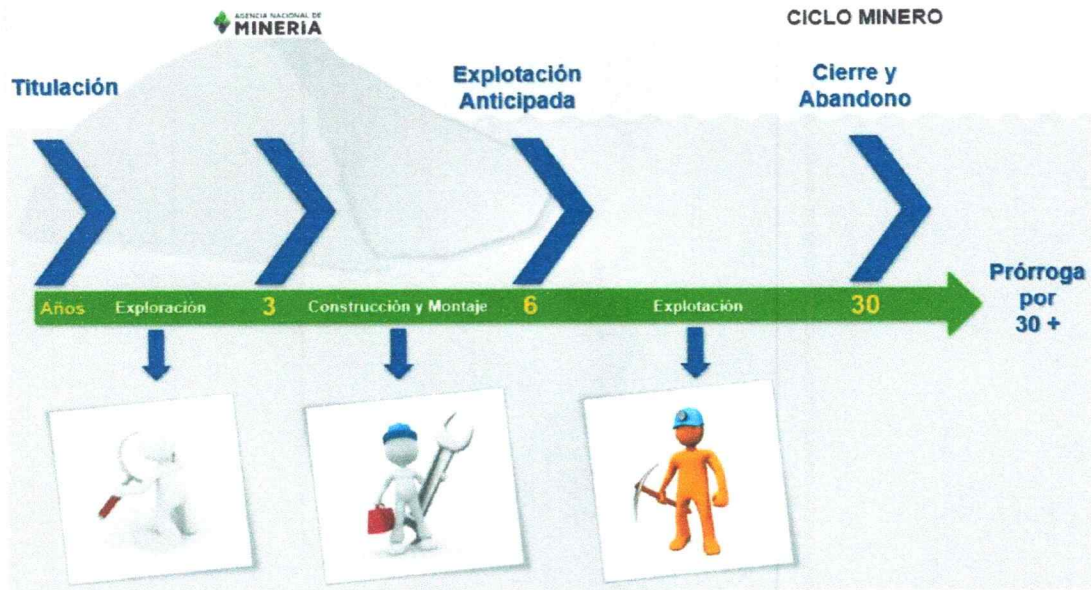 AGENCIA NACIONAL DE
MINERÍA
CICLO MINERO
Titulación
Explotación
Anticipada
Cierre y
Abandono
Años Exploración 3 Construcción y Montaje 6 Explotación 30
Prórroga
por
30 +